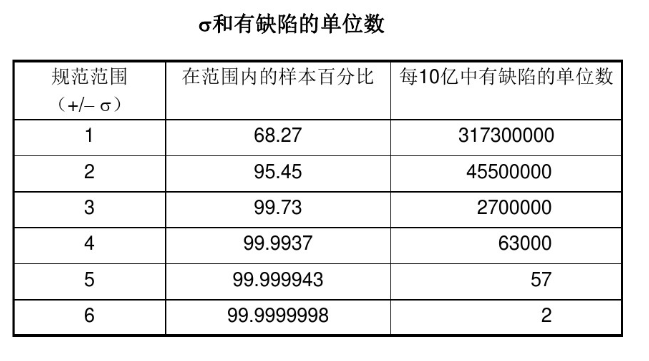 σ和有缺陷的单位数
规范范围 在范围内的样本百分比 每10亿中有缺陷的单位数
（+/– σ）
1 68.27 317300000
2 95.45 45500000
3 99.73 2700000
4 99.9937 63000
5 99.999943 57
6 99.9999998 2